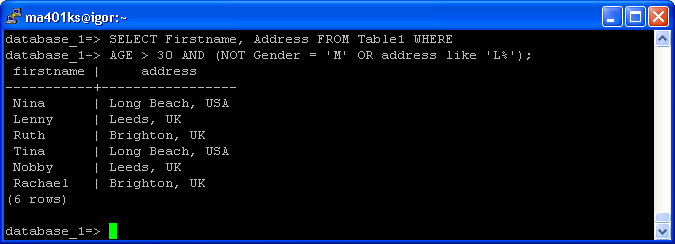 ma401ks@igor:~
database_1=> SELECT Firstname, Address FROM Table1 WHERE
database_1-> AGE > 30 AND (NOT Gender = 'M' OR address like 'L%');
 firstname |     address
-----------+-----------------
 Nina      | Long Beach, USA
 Lenny     | Leeds, UK
 Ruth      | Brighton, UK
 Tina      | Long Beach, USA
 Nobby     | Leeds, UK
 Rachael   | Brighton, UK
(6 rows)
database_1=>